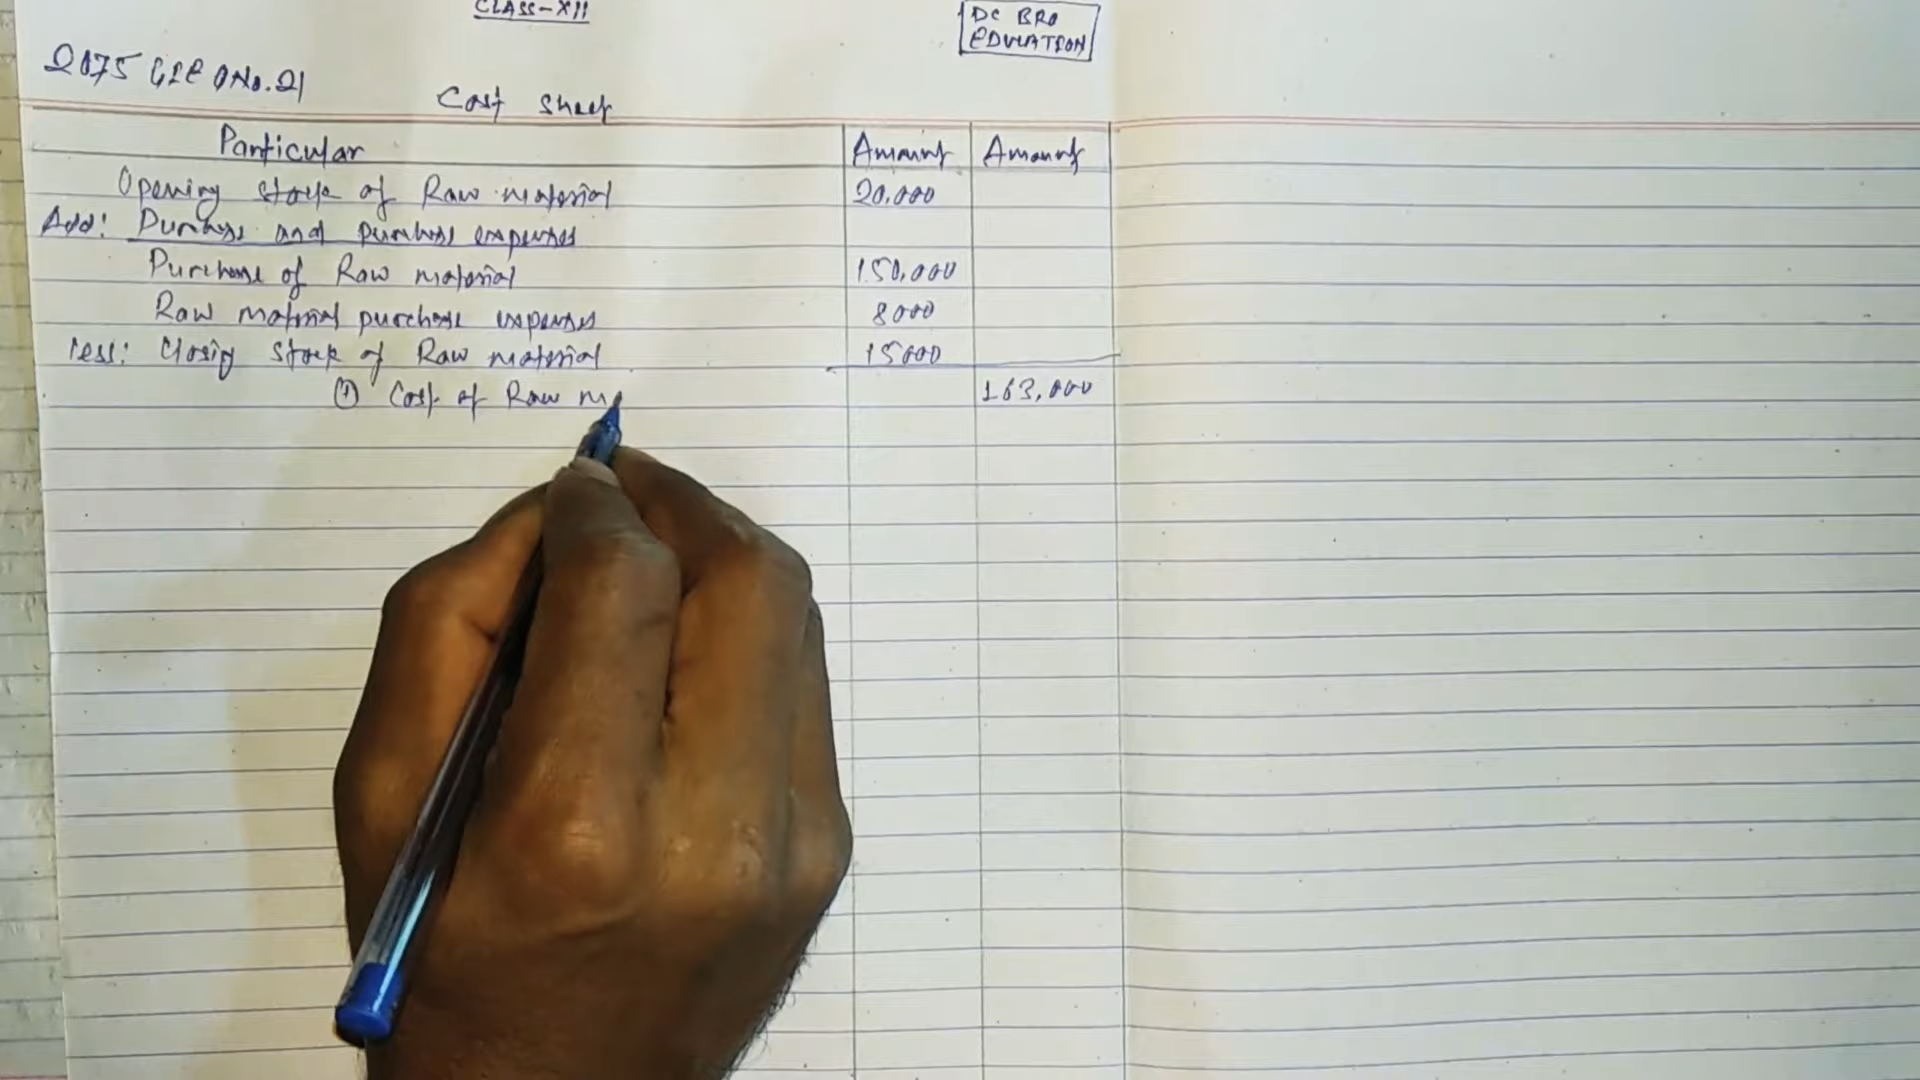 CLASS-XII
DC BRO
EDUCATION
2075 GIE QNo.21
Cost Sheet
Particular Amount Amount
Opening stock of Raw material 20,000
Add: Purchase and purchase expenses
Purchase of Raw material 150,000
Raw material purchase expenses 8000
Less: Closing stock of Raw material 15000
① Cost of Raw ma 163,000